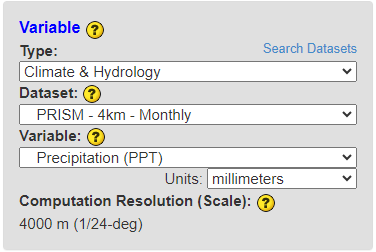 Variable ?
Type: Search Datasets
Climate & Hydrology
Dataset: ?
PRISM - 4km - Monthly
Variable: ?
Precipitation (PPT)
Units: millimeters
Computation Resolution (Scale): ?
4000 m (1/24-deg)